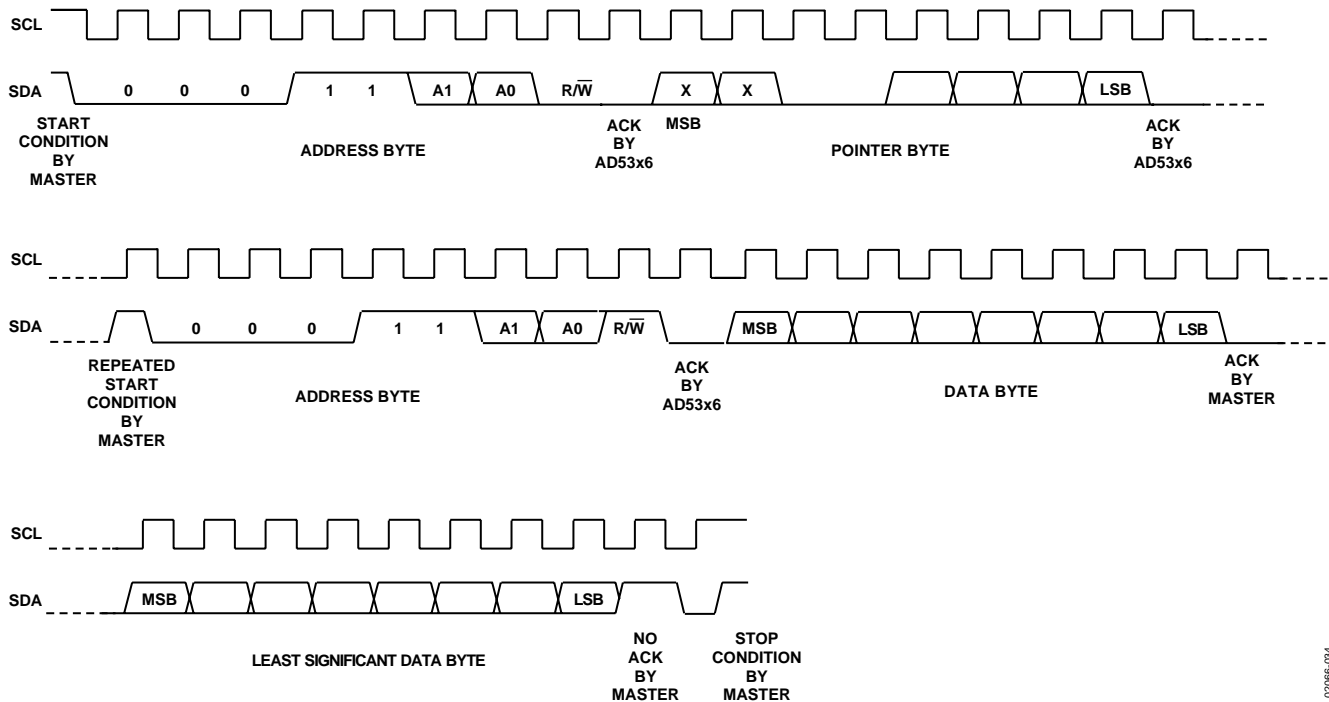 SCL
SDA 0 0 0 1 1 A1 A0 R/W̅ X X LSB
START CONDITION BY MASTER
ADDRESS BYTE
ACK BY AD53x6
MSB
POINTER BYTE
ACK BY AD53x6
SCL
SDA 0 0 0 1 1 A1 A0 R/W̅ MSB LSB
REPEATED START CONDITION BY MASTER
ADDRESS BYTE
ACK BY AD53x6
DATA BYTE
ACK BY MASTER
SCL
SDA MSB LSB
LEAST SIGNIFICANT DATA BYTE
NO ACK BY MASTER
STOP CONDITION BY MASTER
02066-034